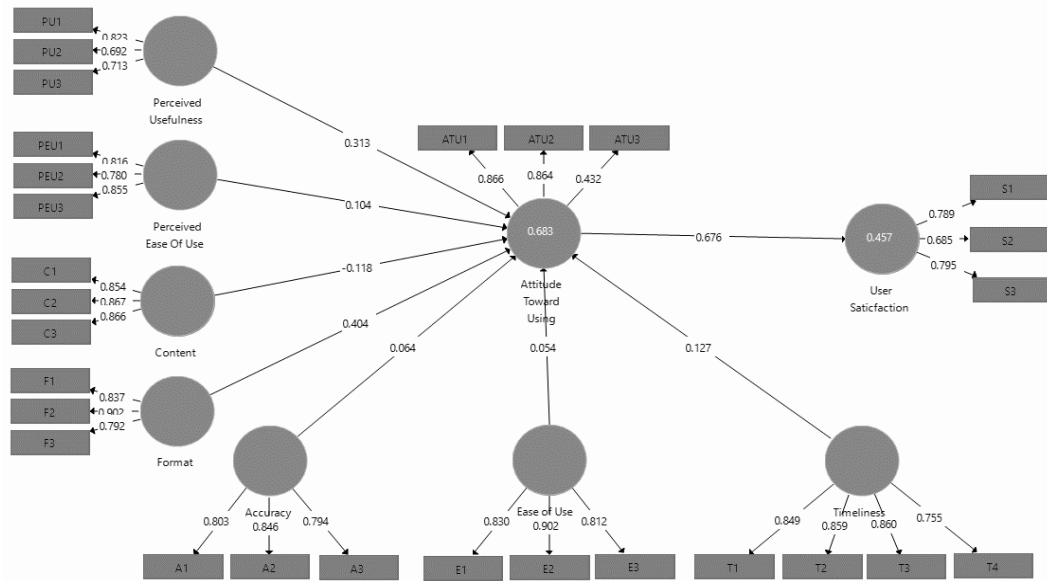 PU1
0.823
PU2
0.692
0.713
PU3
Perceived
Usefulness
0.313
PEU1
0.816
PEU2
0.780
0.855
PEU3
Perceived
Ease Of Use
0.104
C1
0.854
C2
0.867
0.866
C3
Content
-0.118
F1
0.837
F2
0.902
0.792
F3
Format
0.404
ATU1
ATU2
ATU3
0.866
0.864
0.432
0.683
Attitude
Toward
Using
0.676
0.457
User
Saticfaction
S1
0.789
S2
0.685
0.795
S3
0.064
0.054
0.127
Accuracy
0.803
0.846
0.794
A1
A2
A3
Ease of Use
0.830
0.902
0.812
E1
E2
E3
Timeliness
0.849
0.859
0.860
0.755
T1
T2
T3
T4